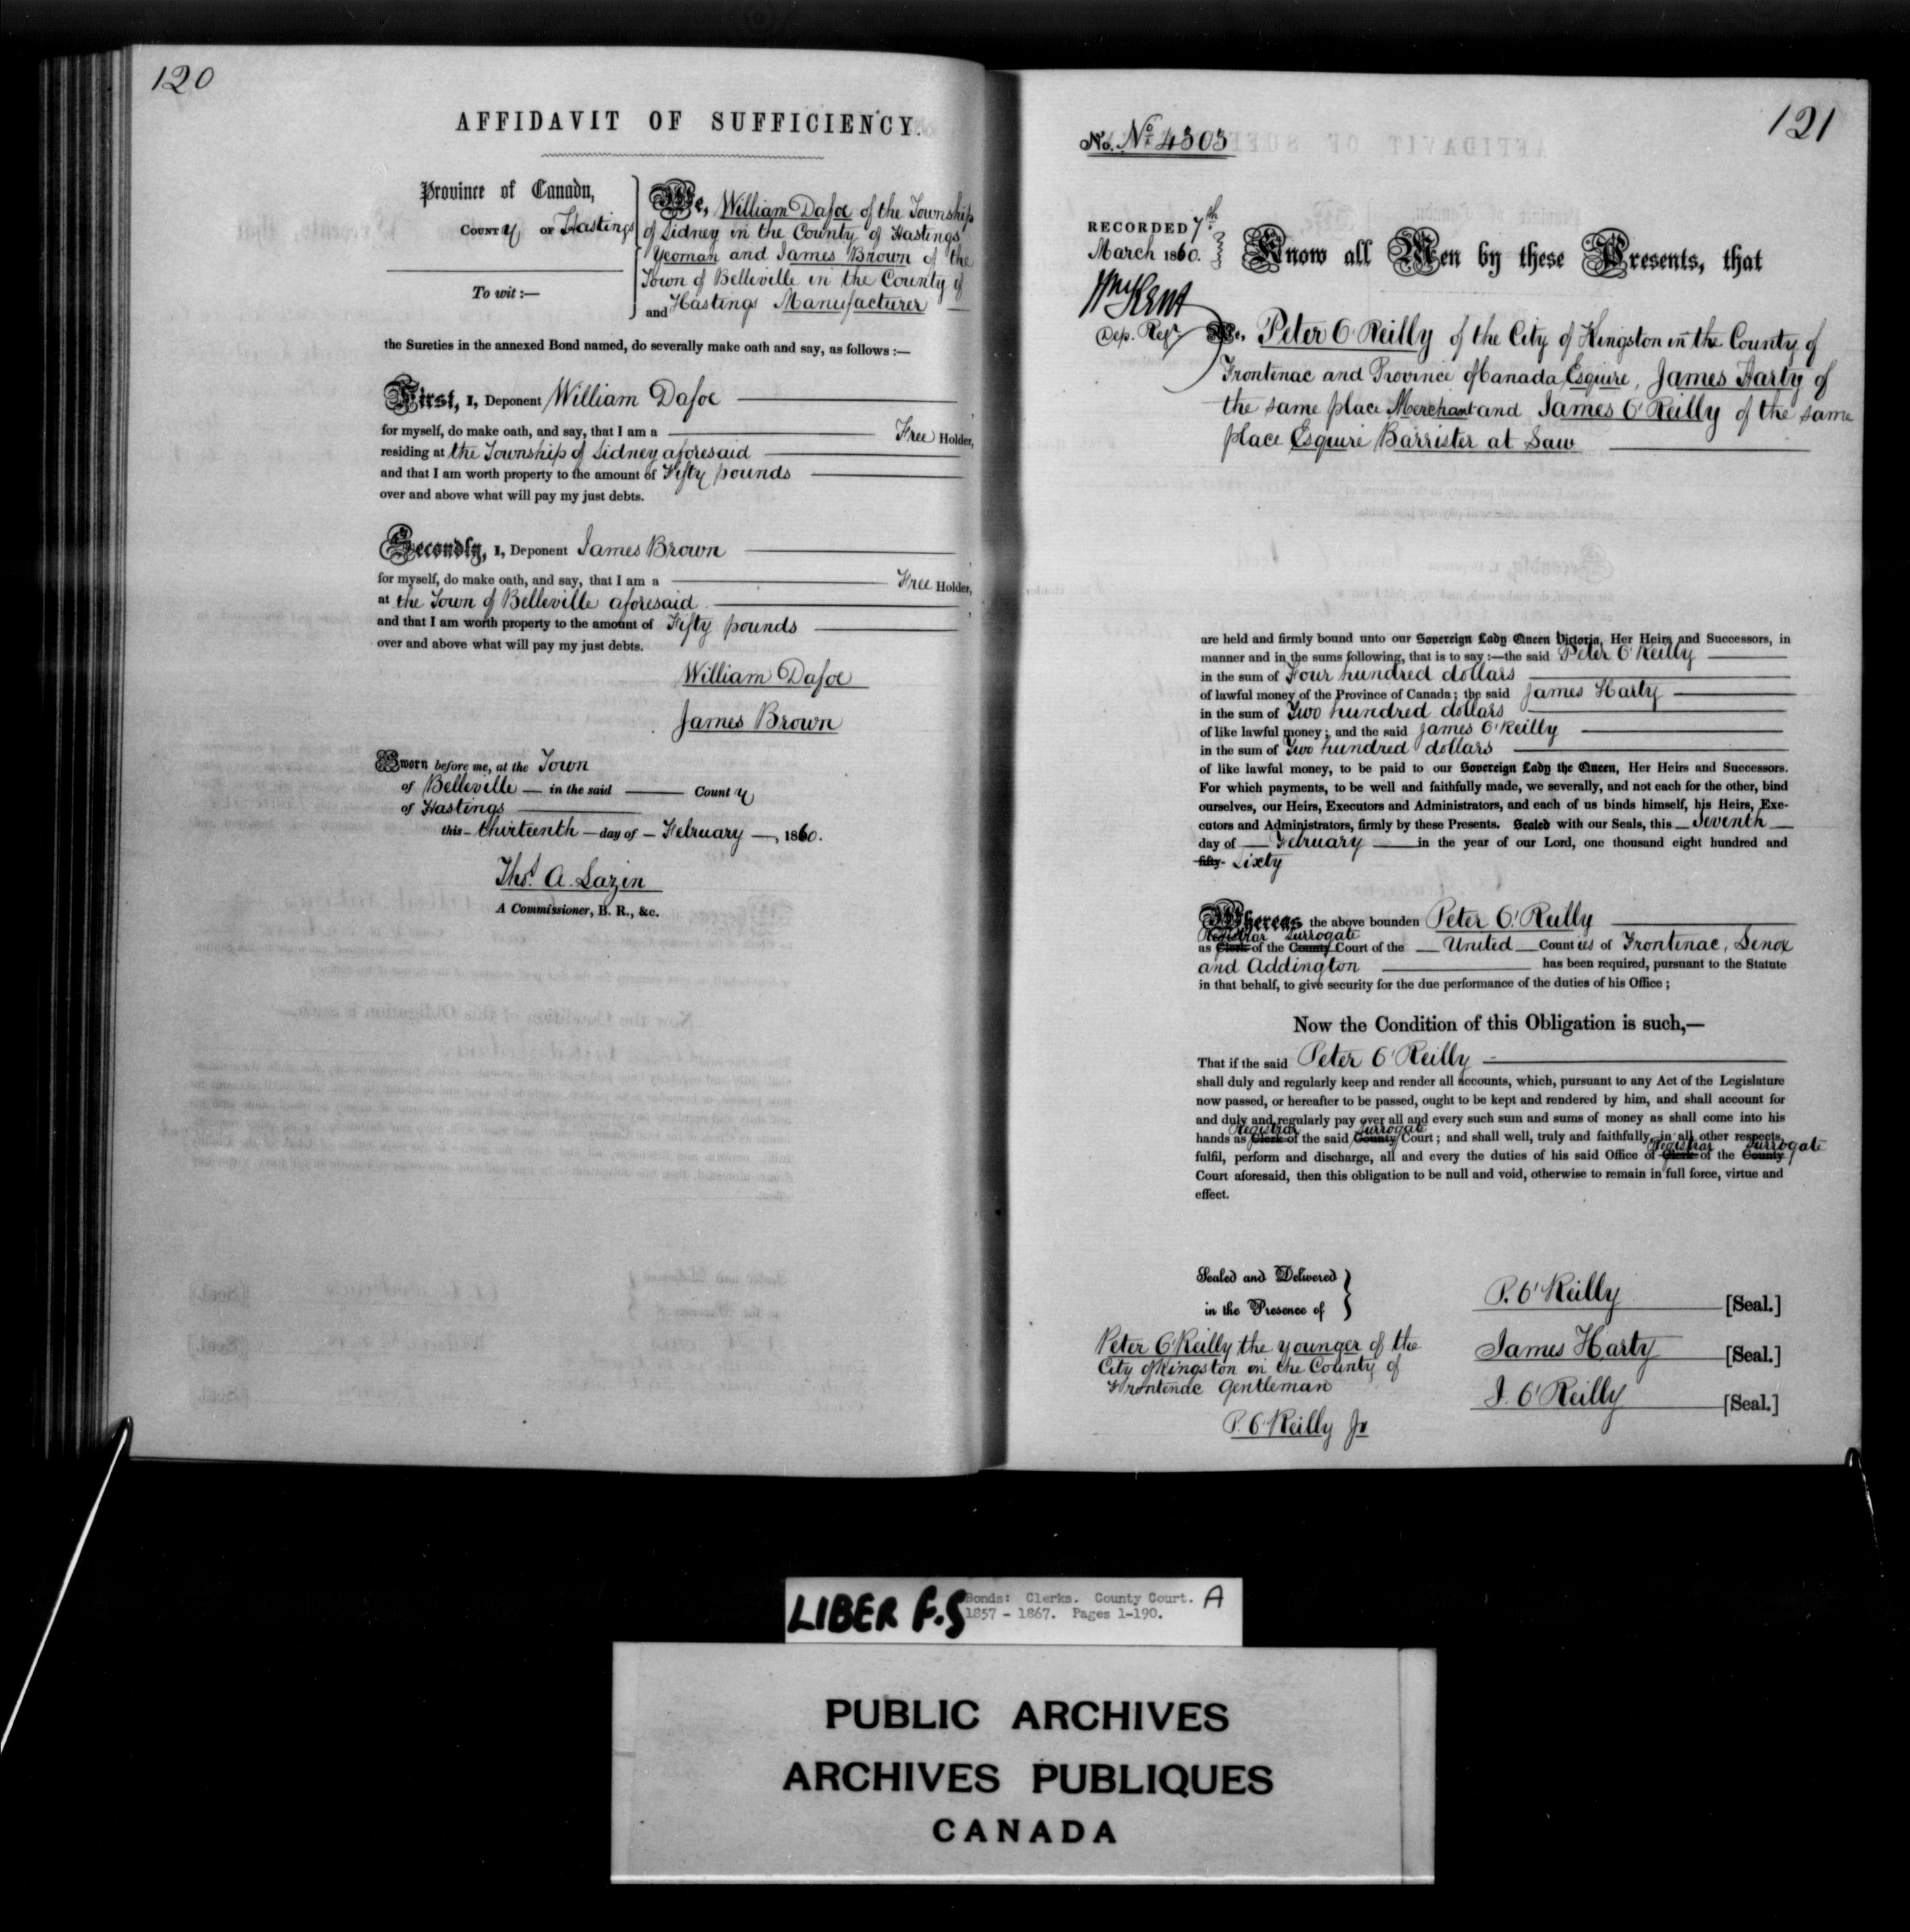 120
AFFIDAVIT OF SUFFICIENCY.
Province of Canada,
County of Hastings
To wit:—
We, William Dafoe of the Township
of Sidney in the County of Hastings
Yeoman and James Brown of the
Town of Belleville in the County of
and Hastings Manufacturer
the Sureties in the annexed Bond named, do severally make oath and say, as follows:—
First, I, Deponent William Dafoe
for myself, do make oath, and say, that I am a Free Holder,
residing at the Township of Sidney aforesaid
and that I am worth property to the amount of Fifty pounds
over and above what will pay my just debts.
Secondly, I, Deponent James Brown
for myself, do make oath, and say, that I am a Free Holder,
at the Town of Belleville aforesaid
and that I am worth property to the amount of Fifty pounds
over and above what will pay my just debts.
William Dafoe
James Brown
Sworn before me, at the Town
of Belleville — in the said — County
of Hastings
this — thirteenth — day of — February —, 1860.
Thos. A. Lazin
A Commissioner, B. R., &c.
121
No. No. 4303
RECORDED 7th
March 1860.
Wm Kent
Dep. Regr
Know all Men by these Presents, that
We, Peter O'Reilly of the City of Kingston in the County of
Frontenac and Province of Canada Esquire, James Harty of
the same place Merchant and James O'Reilly of the same
place Esquire Barrister at Law
are held and firmly bound unto our Sovereign Lady Queen Victoria, Her Heirs and Successors, in
manner and in the sums following, that is to say:—the said Peter O'Reilly
in the sum of Four hundred dollars
of lawful money of the Province of Canada; the said James Harty
in the sum of Two hundred dollars
of like lawful money; and the said James O'Reilly
in the sum of Two hundred dollars
of like lawful money, to be paid to our Sovereign Lady the Queen, Her Heirs and Successors.
For which payments, to be well and faithfully made, we severally, and not each for the other, bind
ourselves, our Heirs, Executors and Administrators, and each of us binds himself, his Heirs, Exe-
cutors and Administrators, firmly by these Presents. Sealed with our Seals, this — Seventh —
day of — February — in the year of our Lord, one thousand eight hundred and
fifty- Sixty
Whereas the above bounden Peter O'Reilly
Registrar Surrogate
as Clerk of the County Court of the — United — Counties of Frontenac, Lenox
and Addington has been required, pursuant to the Statute
in that behalf, to give security for the due performance of the duties of his Office;
Now the Condition of this Obligation is such,—
That if the said Peter O'Reilly
shall duly and regularly keep and render all accounts, which, pursuant to any Act of the Legislature
now passed, or hereafter to be passed, ought to be kept and rendered by him, and shall account for
and duly and regularly pay over all and every such sum and sums of money as shall come into his
Registrar Surrogate
hands as Clerk of the said County Court; and shall well, truly and faithfully, in all other respects,
Registrar Surrogate
fulfil, perform and discharge, all and every the duties of his said Office of Clerk of the County
Court aforesaid, then this obligation to be null and void, otherwise to remain in full force, virtue and
effect.
Sealed and Delivered
in the Presence of
Peter O'Reilly the younger of the
City of Kingston in the County of
Frontenac Gentleman
P. O'Reilly Jr
P. O'Reilly [Seal.]
James Harty [Seal.]
J. O'Reilly [Seal.]
LIBER F.S
Bonds: Clerks. County Court. A
1857 - 1867. Pages 1-190.
PUBLIC ARCHIVES
ARCHIVES PUBLIQUES
CANADA